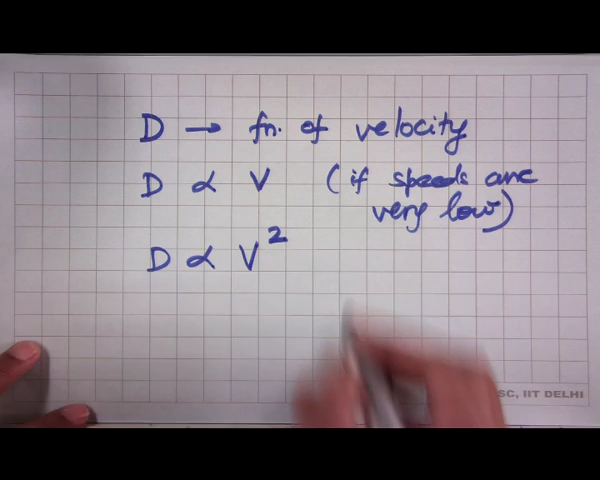 D → fn. of velocity
D ∝ V (if speeds are
very low)
D ∝ V²
SC, IIT DELHI